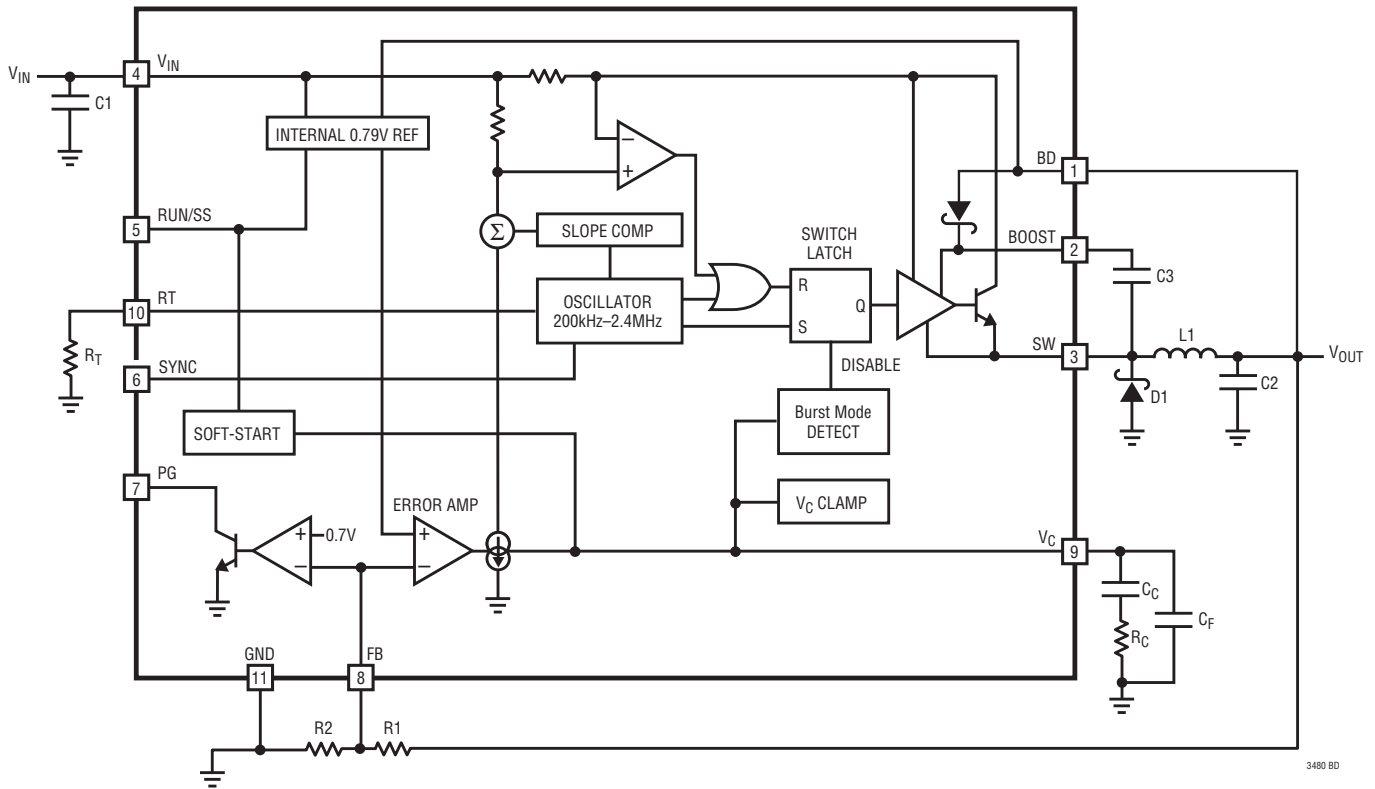 VIN
4
VIN
C1
INTERNAL 0.79V REF
−
+
BD
1
5
RUN/SS
Σ
SLOPE COMP
SWITCH
LATCH
BOOST
2
C3
10
RT
RT
OSCILLATOR
200kHz–2.4MHz
R
Q
S
SW
3
L1
VOUT
C2
D1
6
SYNC
DISABLE
SOFT-START
Burst Mode
DETECT
7
PG
ERROR AMP
VC CLAMP
+
0.7V
−
+
−
VC
9
CC
CF
RC
GND
11
FB
8
R2
R1
3480 BD